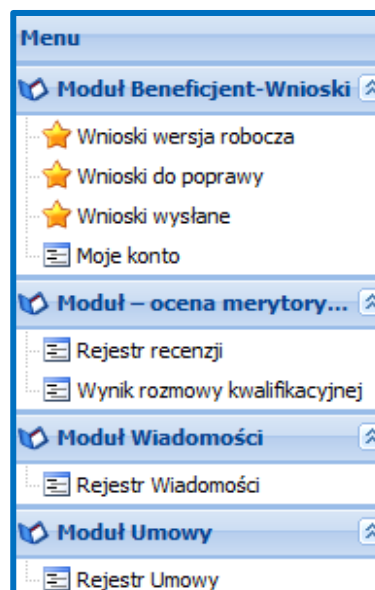 Menu
Moduł Beneficjent-Wnioski
Wnioski wersja robocza
Wnioski do poprawy
Wnioski wysłane
Moje konto
Moduł – ocena merytory...
Rejestr recenzji
Wynik rozmowy kwalifikacyjnej
Moduł Wiadomości
Rejestr Wiadomości
Moduł Umowy
Rejestr Umowy